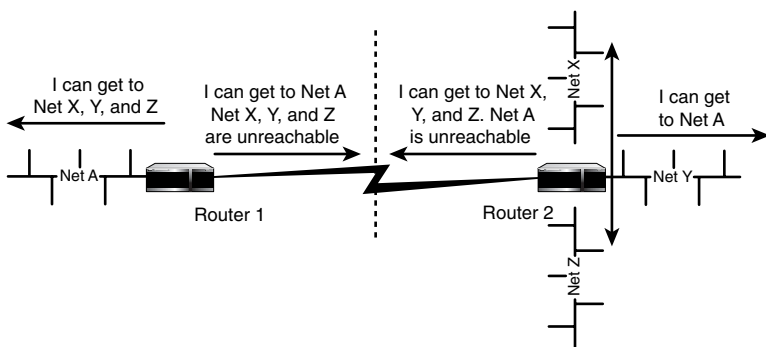 I can get to
Net X, Y, and Z
I can get to Net A
Net X, Y, and Z
are unreachable
I can get to Net X,
Y, and Z. Net A
is unreachable
Net X
I can get
to Net A
Net A
Net Y
Router 1
Router 2
Net Z